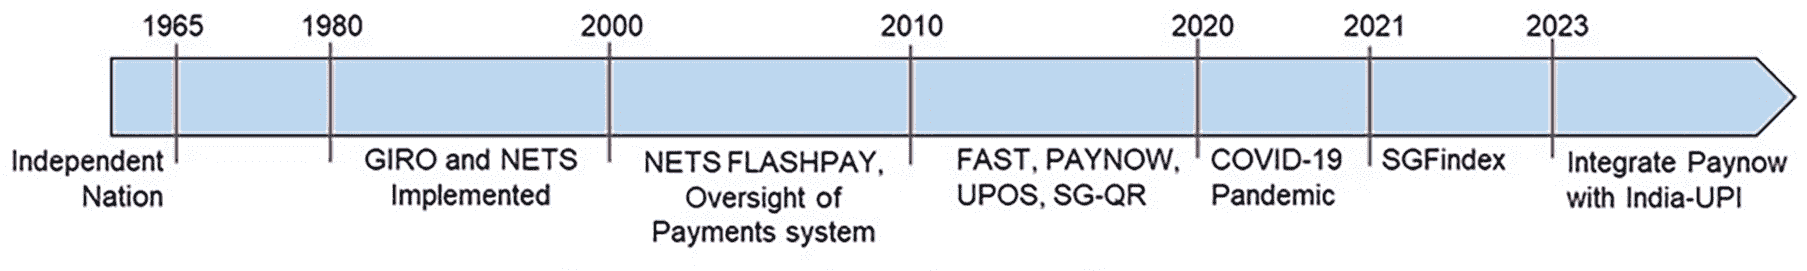 1965 1980 2000 2010 2020 2021 2023
Independent
Nation
GIRO and NETS
Implemented
NETS FLASHPAY,
Oversight of
Payments system
FAST, PAYNOW,
UPOS, SG-QR
COVID-19
Pandemic
SGFindex
Integrate Paynow
with India-UPI